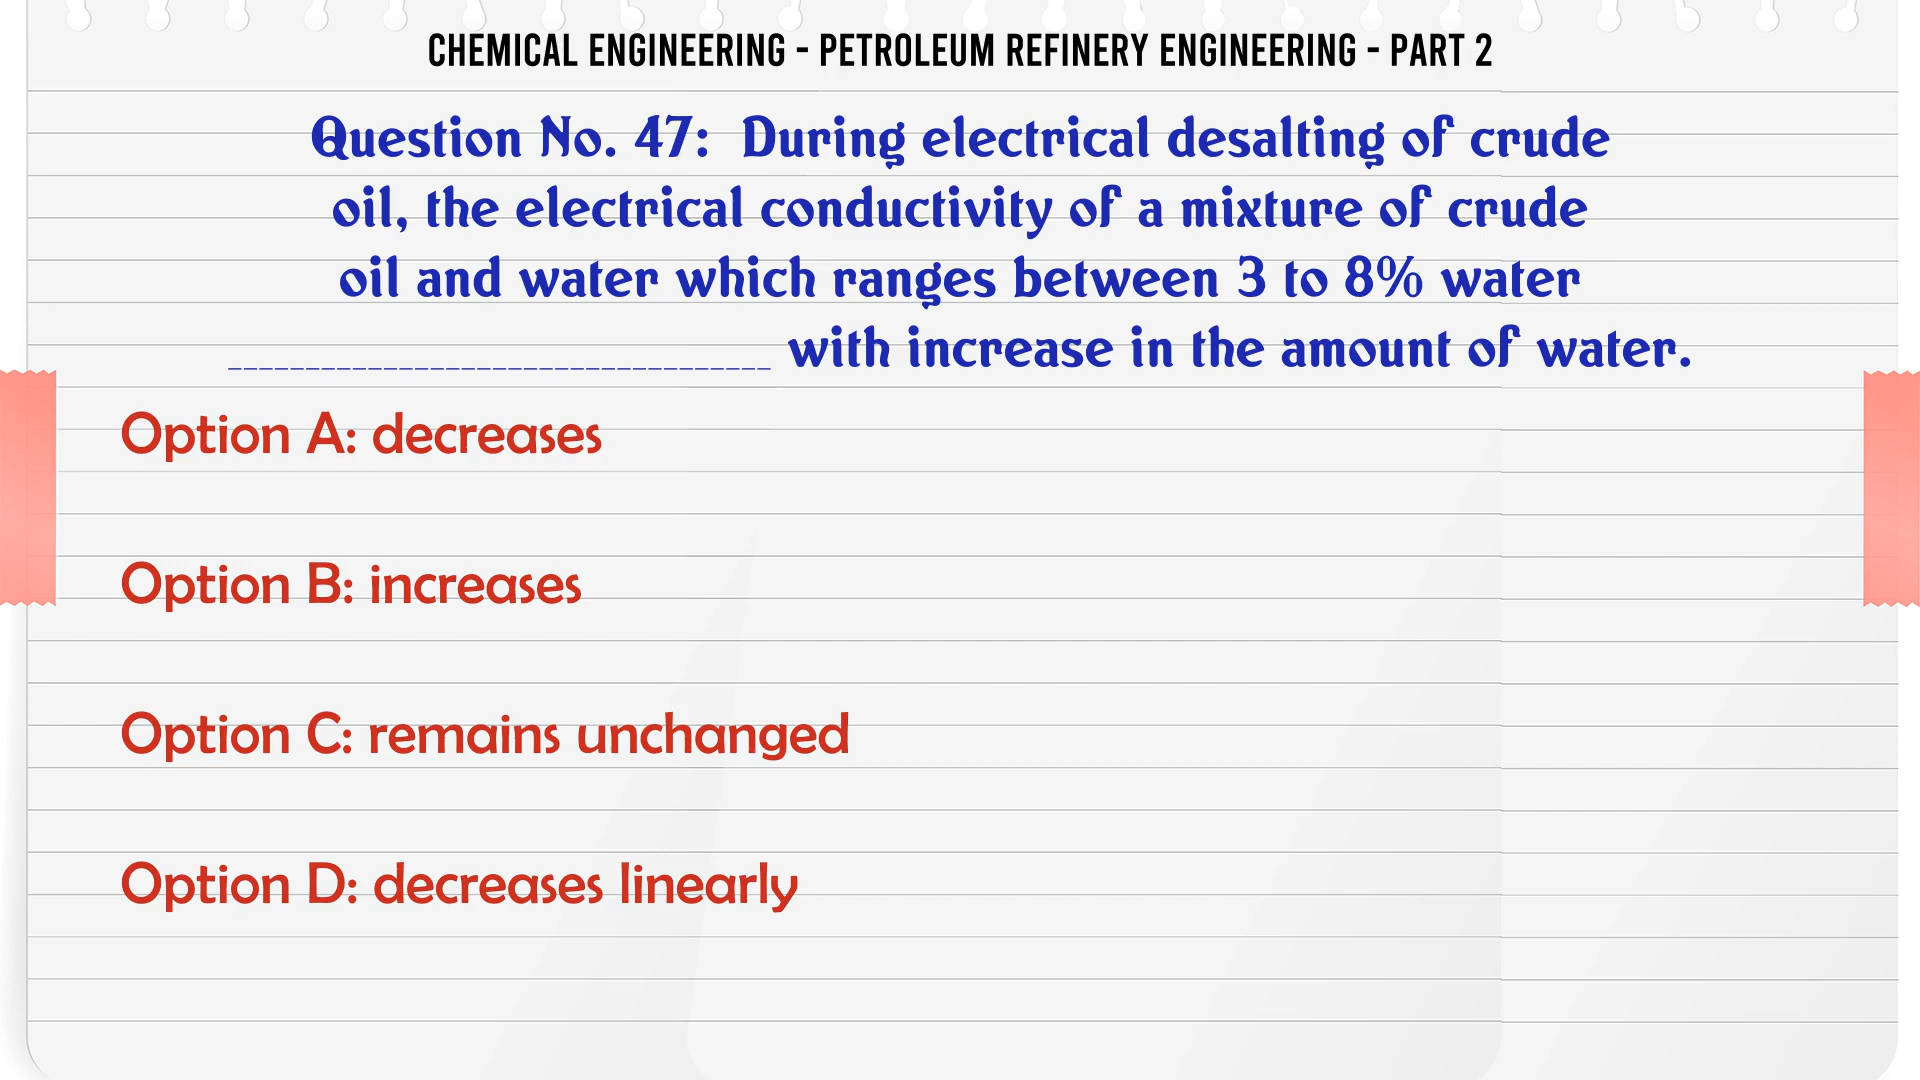 CHEMICAL ENGINEERING - PETROLEUM REFINERY ENGINEERING - PART 2
Question No. 47:  During electrical desalting of crude
oil, the electrical conductivity of a mixture of crude
oil and water which ranges between 3 to 8% water
____________________________ with increase in the amount of water.
Option A: decreases
Option B: increases
Option C: remains unchanged
Option D: decreases linearly